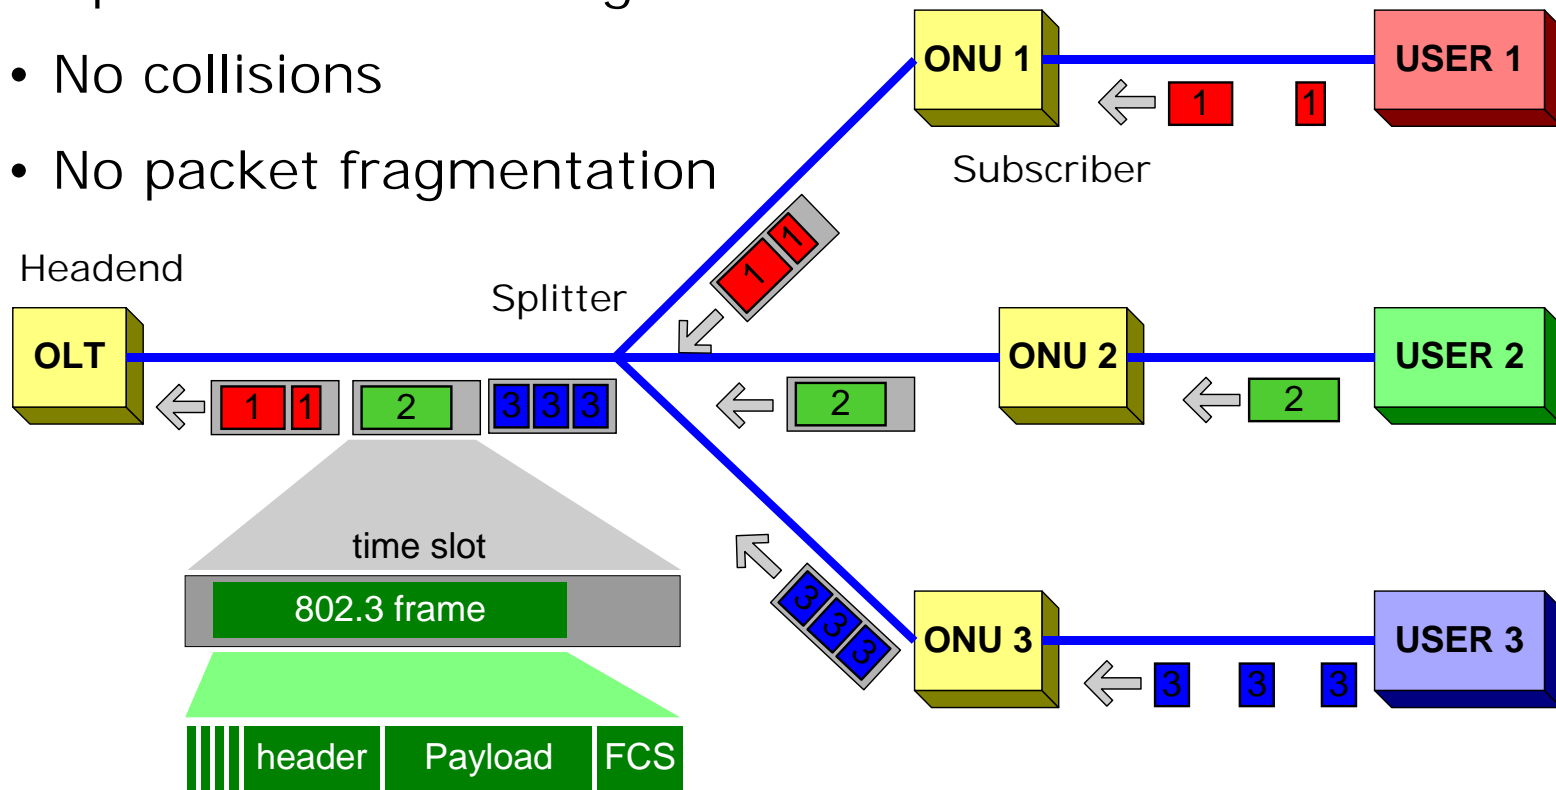 • No collisions
• No packet fragmentation
ONU 1
USER 1
1
1
Subscriber
1
1
Headend
Splitter
OLT
ONU 2
USER 2
1
1
2
3
3
3
2
2
time slot
802.3 frame
3
3
3
ONU 3
USER 3
3
3
3
header
Payload
FCS